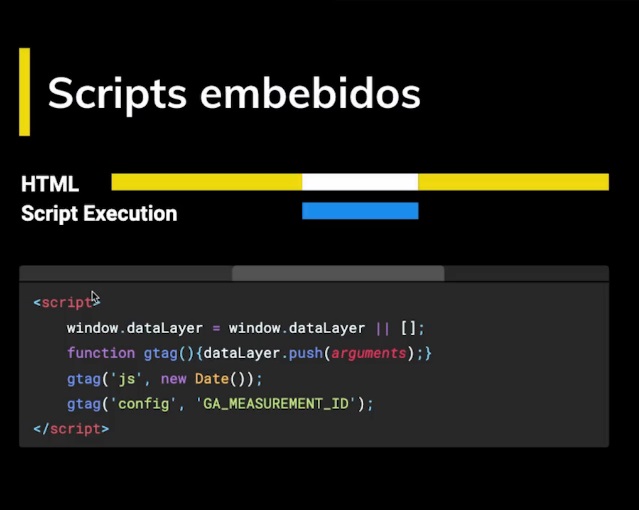 Scripts embebidos
HTML
Script Execution
<script>
window.dataLayer = window.dataLayer || [];
function gtag(){dataLayer.push(arguments);}
gtag('js', new Date());
gtag('config', 'GA_MEASUREMENT_ID');
</script>